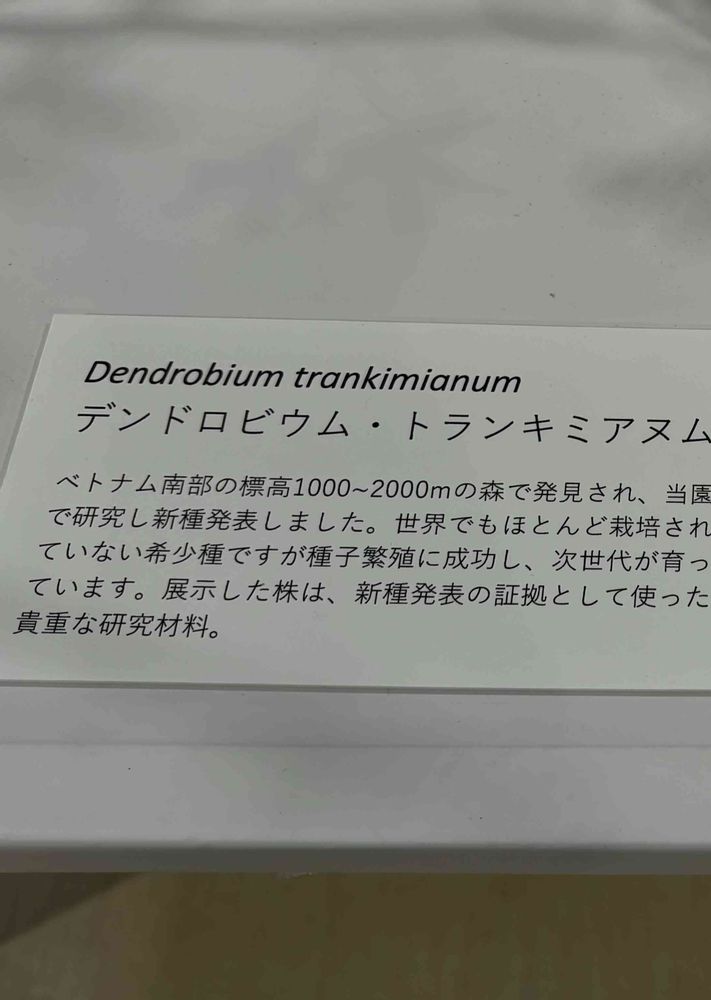 Dendrobium trankimianum
デンドロビウム・トランキミアヌム
ベトナム南部の標高1000~2000mの森で発見され、当園
で研究し新種発表しました。世界でもほとんど栽培され
ていない希少種ですが種子繁殖に成功し、次世代が育っ
ています。展示した株は、新種発表の証拠として使った
貴重な研究材料。